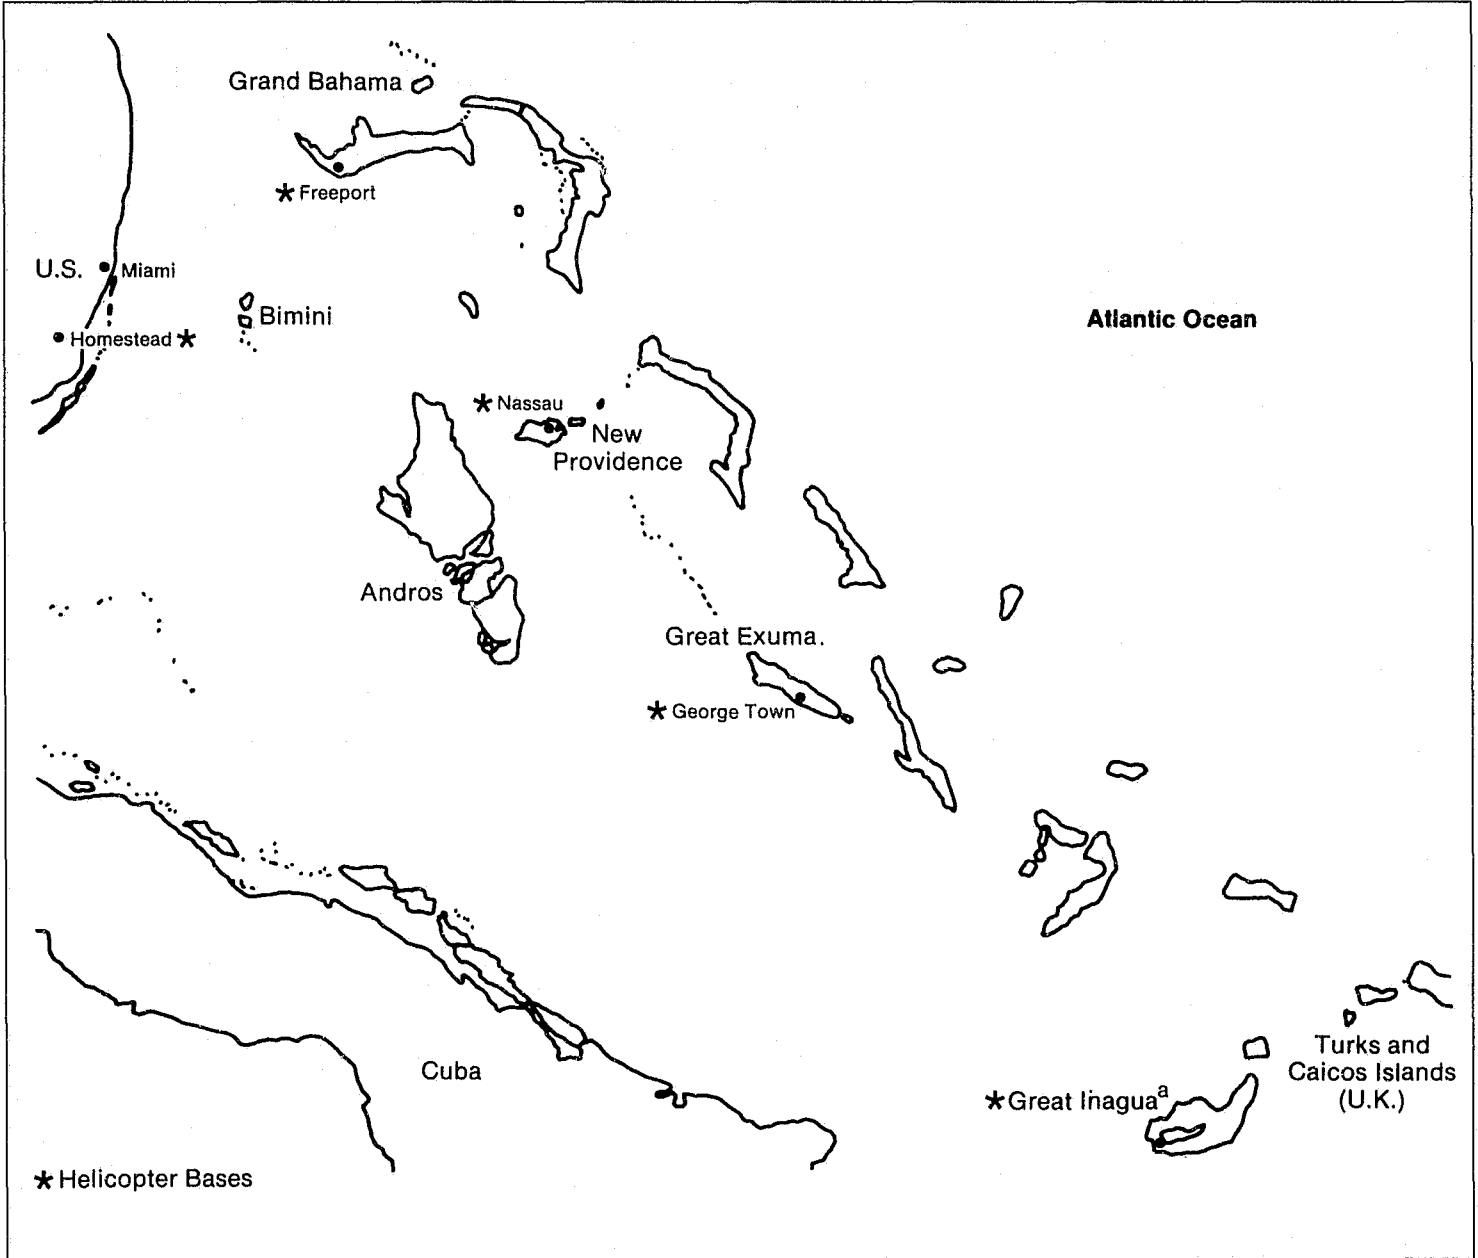 Grand Bahama
★ Freeport
U.S.
Miami
Bimini
Homestead ★
Atlantic Ocean
★ Nassau
New
Providence
Andros
Great Exuma.
★ George Town
Cuba
Turks and
Caicos Islands
(U.K.)
★ Great Inagua a
★ Helicopter Bases